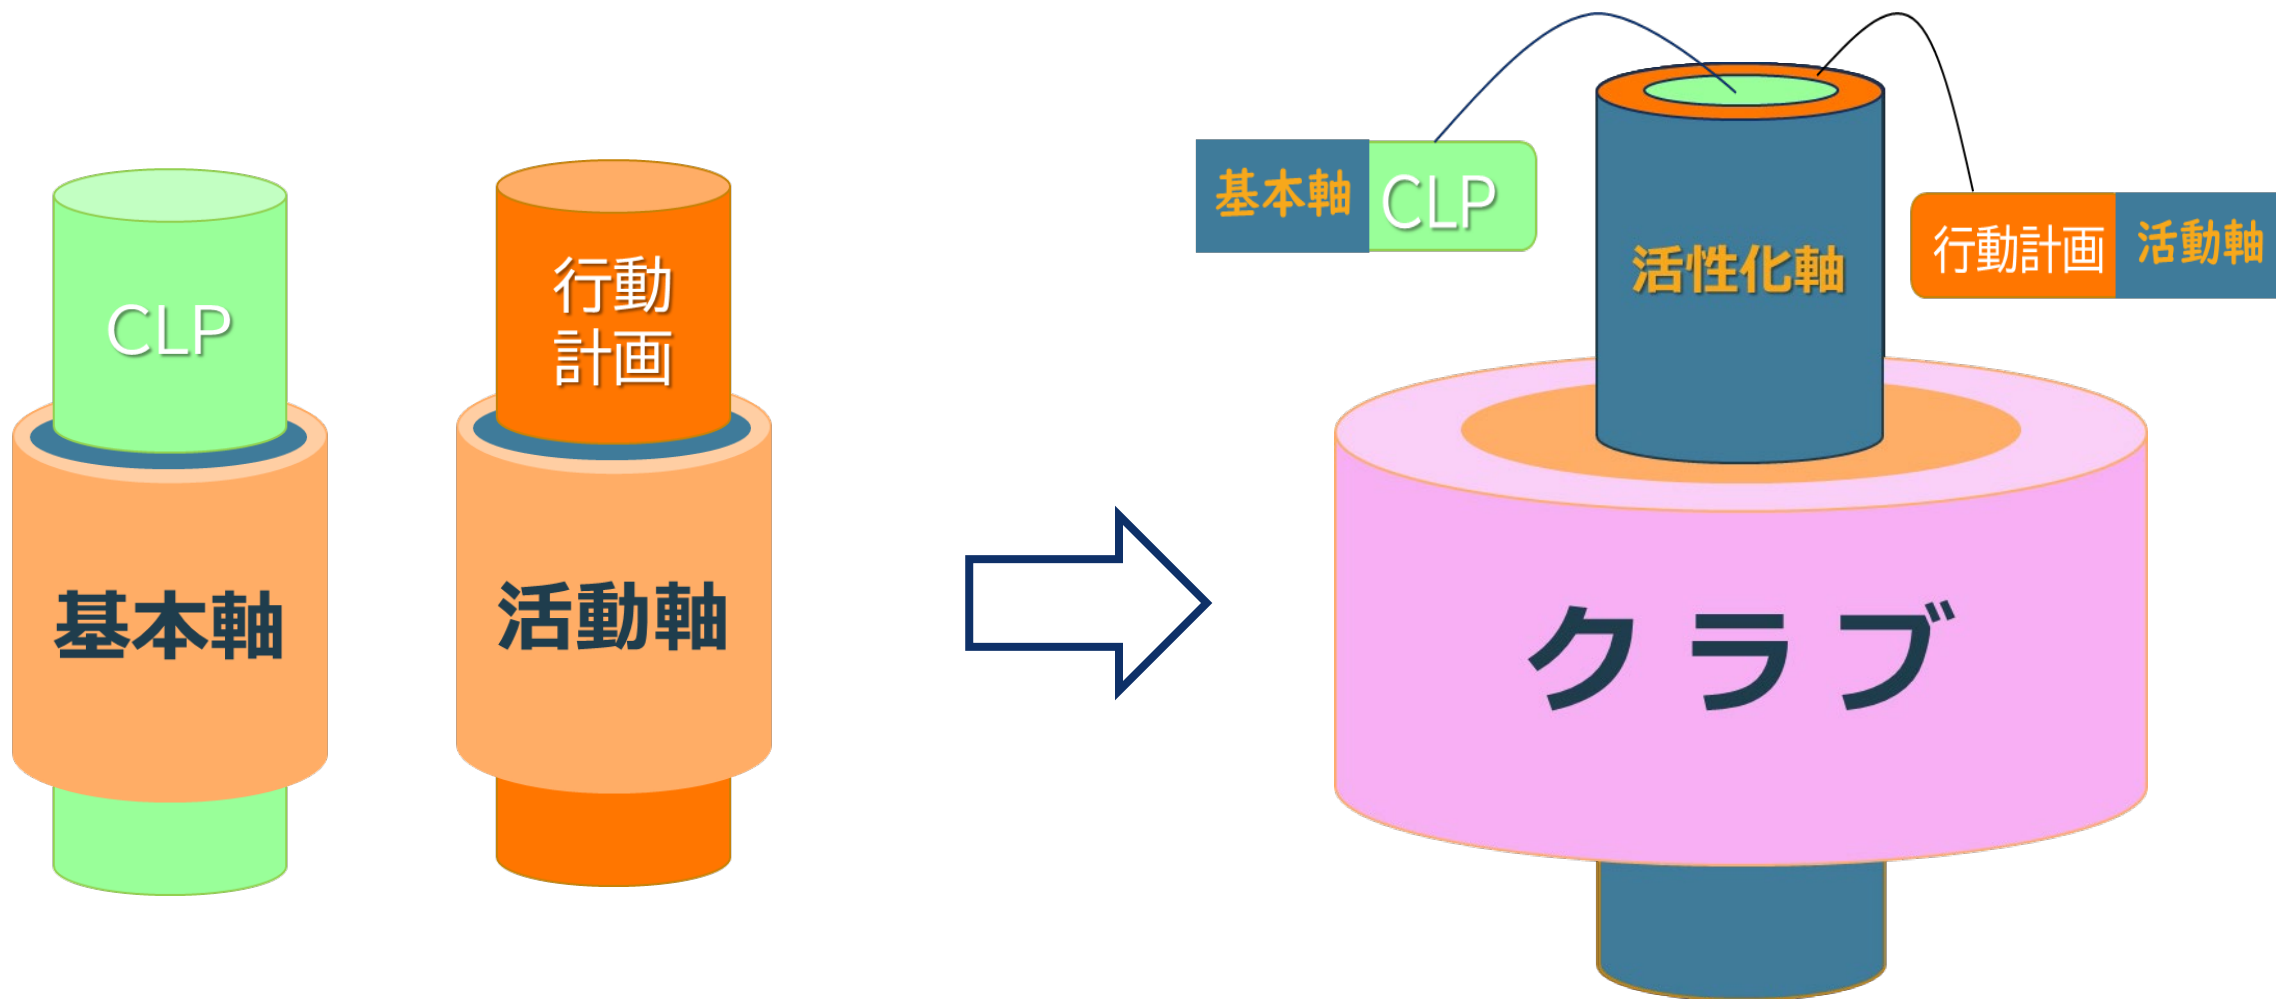 CLP
基本軸
行動
計画
活動軸
基本軸 CLP
活性化軸
行動計画 活動軸
クラブ